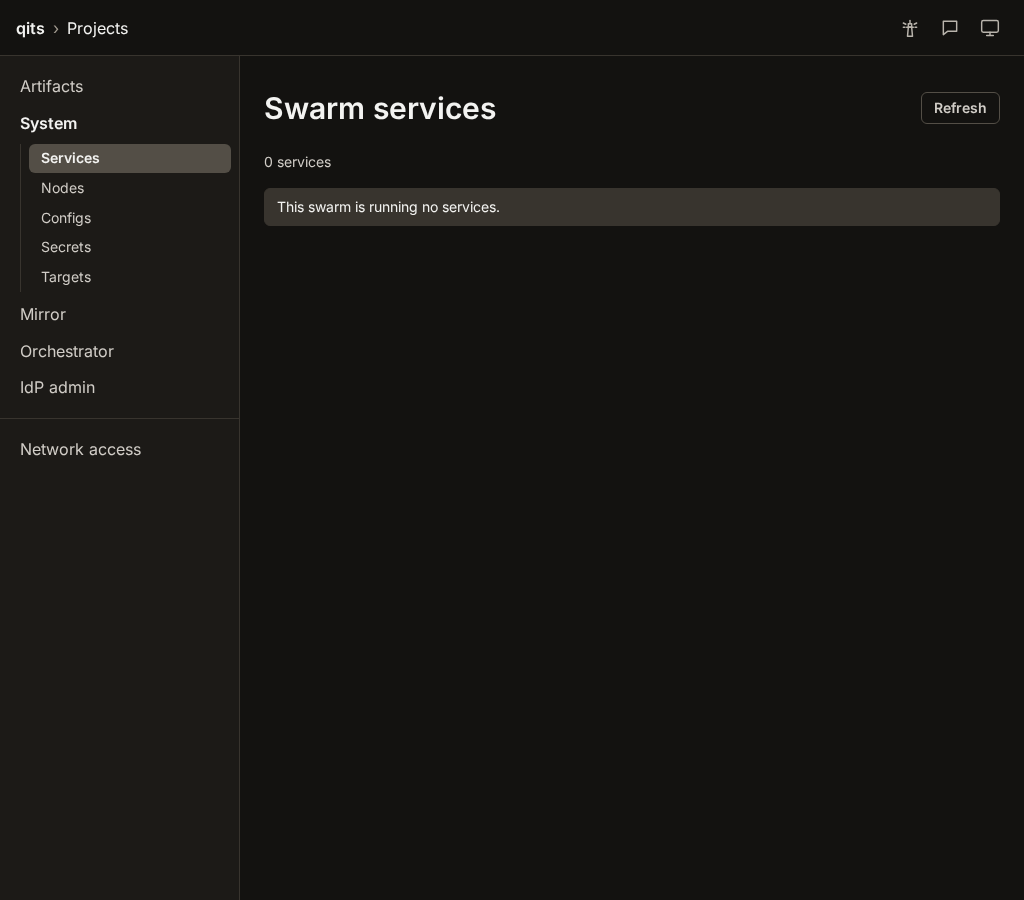 qits › Projects
Artifacts
System
Services
Nodes
Configs
Secrets
Targets
Mirror
Orchestrator
IdP admin
Network access
Swarm services
Refresh
0 services
This swarm is running no services.